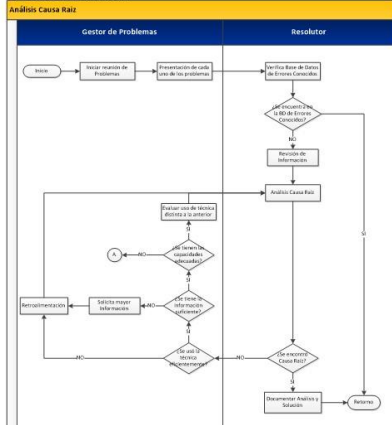 Análisis Causa Raiz
Gestor de Problemas
Resolutor
Inicio
Iniciar reunión de
Problemas
Presentación de cada
uno de los problemas
Verifica Base de Datos
de Errores Conocidos
¿Se encuentra en
la BD de Errores
Conocidos?
NO
Revisión de
Información
Evaluar uso de técnica
distinta a la anterior
Análisis Causa Raíz
SI
A
NO
¿Se tienen las
capacidades
adecuadas?
SI
SI
Retroalimentación
Solicita mayor
Información
NO
¿Se tiene la
información
suficiente?
SI
NO
¿Se usó la
técnica
eficientemente?
NO
¿Se encontró
Causa Raíz?
SI
Documentar Análisis y
Solución
Retorno